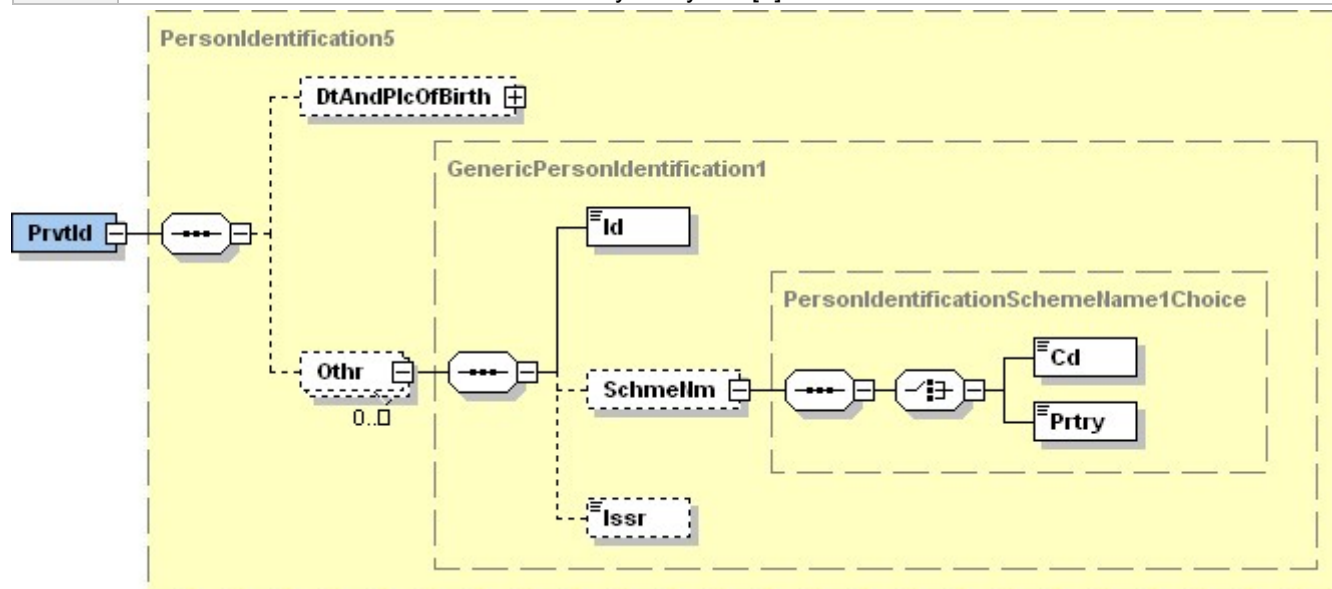 PersonIdentification5
DtAndPlcOfBirth
GenericPersonIdentification1
Id
PrvtId
PersonIdentificationSchemeName1Choice
Cd
Othr
SchmeNm
0..
Prtry
Issr